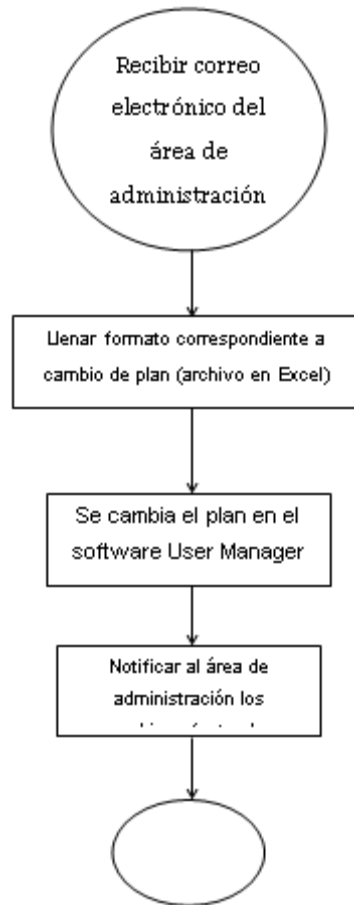 Recibir correo
electrónico del
área de
administración
Llenar formato correspondiente a
cambio de plan (archivo en Excel)
Se cambia el plan en el
software User Manager
Notificar al área de
administración los